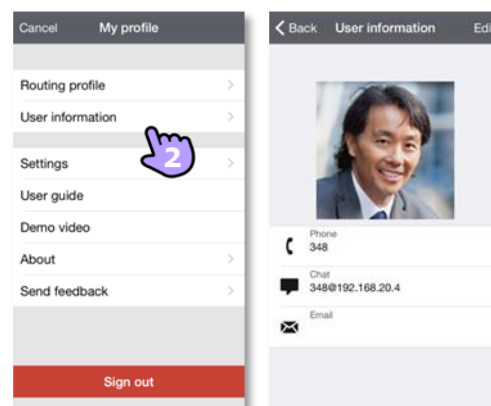 Cancel My profile
Routing profile
User information
2
Settings
User guide
Demo video
About
Send feedback
Sign out
Back User information Edi
Phone
348
Chat
348@192.168.20.4
Email